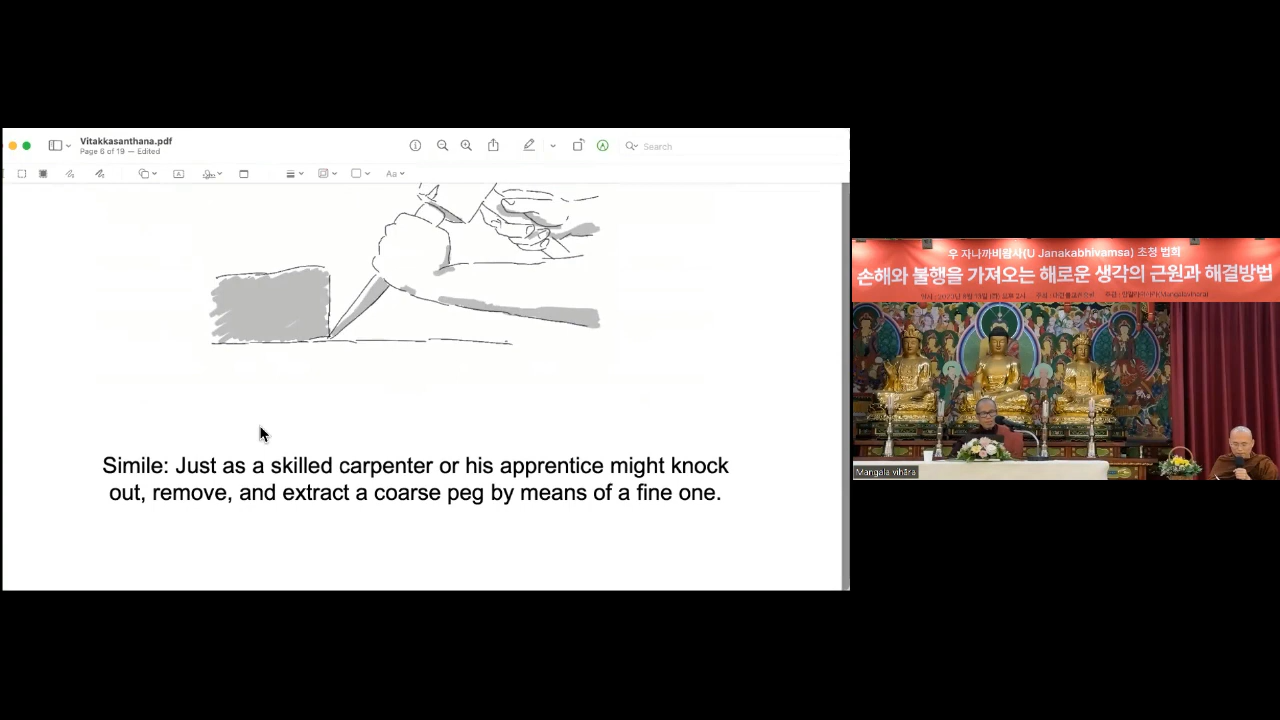 Vitakkasanthana.pdf
Page 6 of 19 — Edited
Search
Aa
Simile: Just as a skilled carpenter or his apprentice might knock
out, remove, and extract a coarse peg by means of a fine one.
우 자나까비왐사(U Janakabhivamsa) 초청 법회
손해와 불행을 가져오는 해로운 생각의 근원과 해결방법
Mangala vihāra